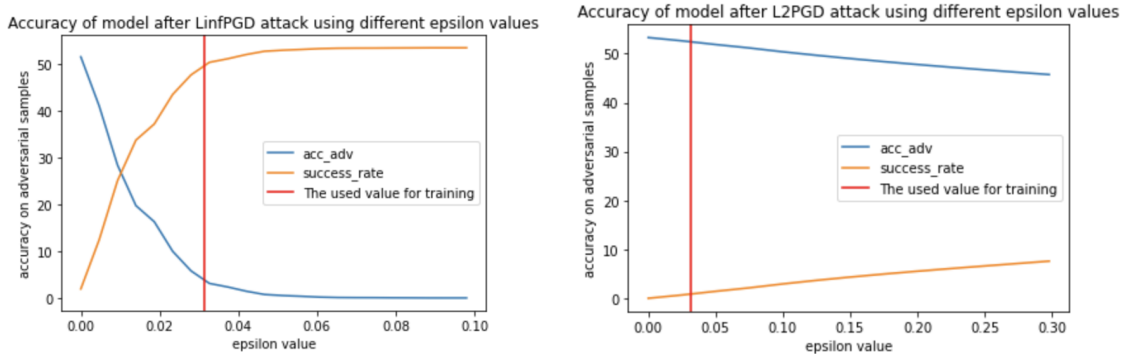 Accuracy of model after LinfPGD attack using different epsilon values
accuracy on adversarial samples
50
40
30
20
10
0
acc_adv
success_rate
The used value for training
0.00 0.02 0.04 0.06 0.08 0.10
epsilon value
Accuracy of model after L2PGD attack using different epsilon values
accuracy on adversarial samples
50
40
30
20
10
0
acc_adv
success_rate
The used value for training
0.00 0.05 0.10 0.15 0.20 0.25 0.30
epsilon value